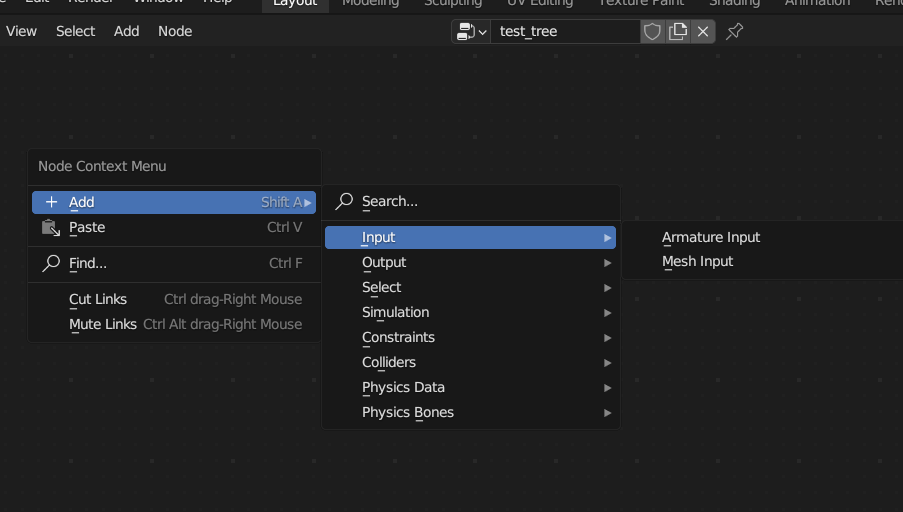 Edit Render Window Help Layout Modeling Sculpting UV Editing Texture Paint Shading Animation
View Select Add Node test_tree
Node Context Menu
Add Shift A
Paste Ctrl V
Find... Ctrl F
Cut Links Ctrl drag-Right Mouse
Mute Links Ctrl Alt drag-Right Mouse
Search...
Input
Output
Select
Simulation
Constraints
Colliders
Physics Data
Physics Bones
Armature Input
Mesh Input